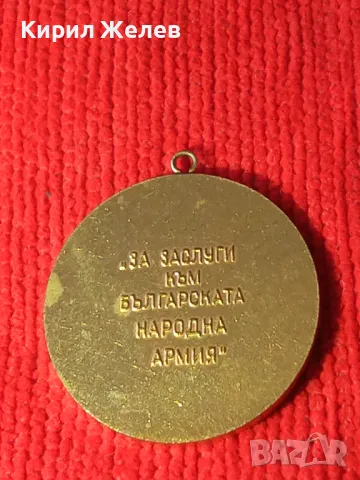 Кирил Желев
„ЗА ЗАСЛУГИ
КЪМ
БЪЛГАРСКАТА
НАРОДНА
АРМИЯ"
BAZAR